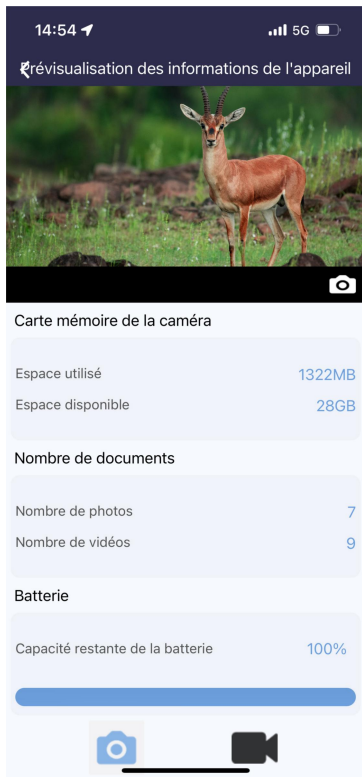 14:54
5G
Prévisualisation des informations de l'appareil
Carte mémoire de la caméra
Espace utilisé 1322MB
Espace disponible 28GB
Nombre de documents
Nombre de photos 7
Nombre de vidéos 9
Batterie
Capacité restante de la batterie 100%